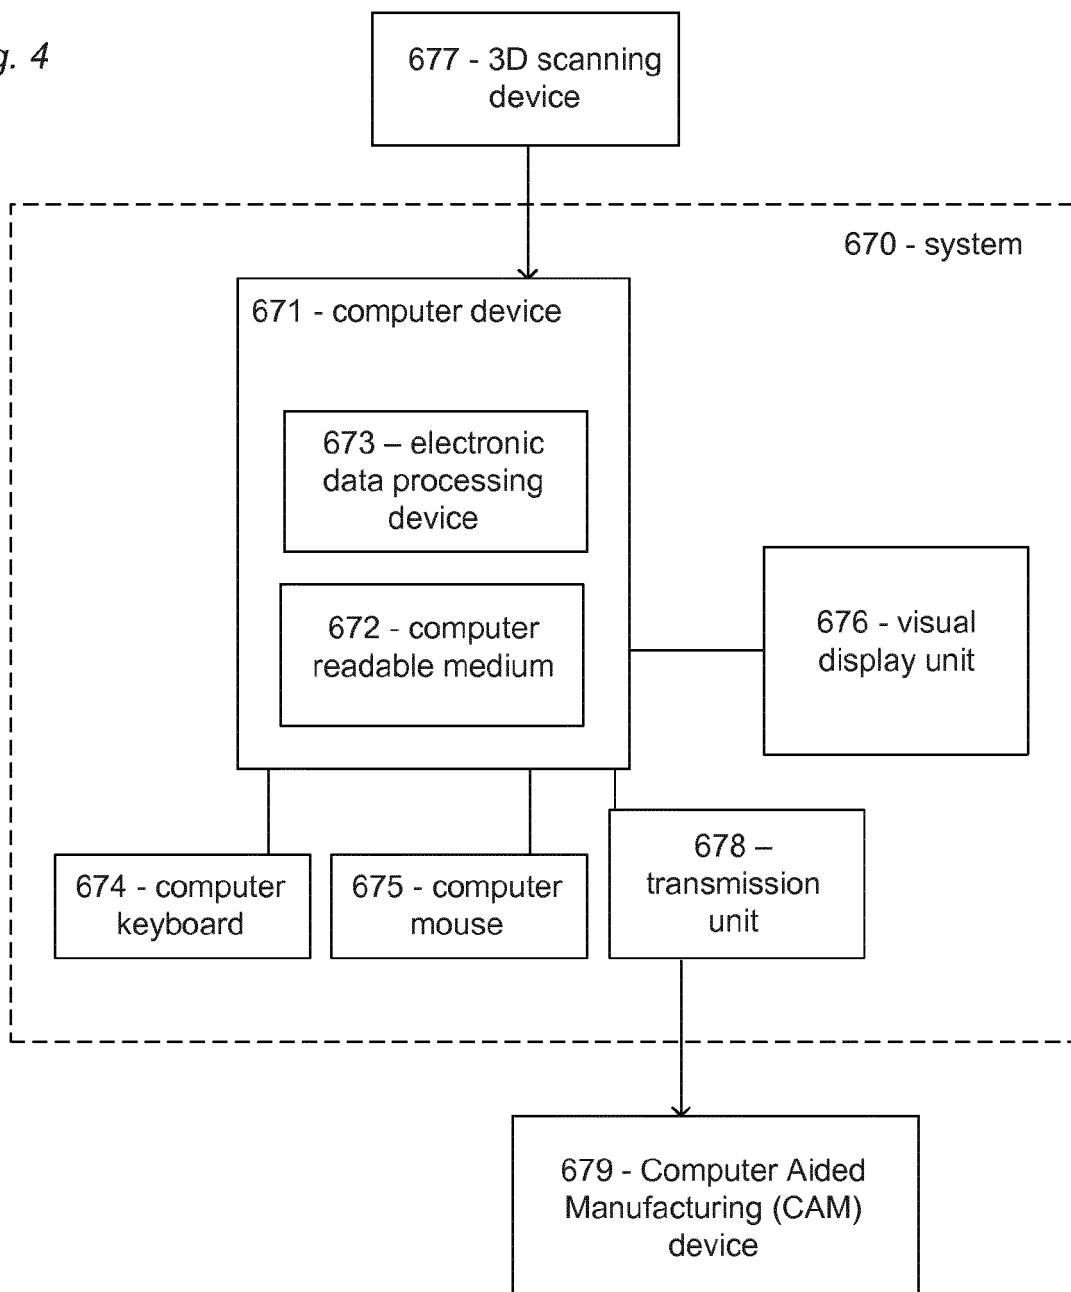 g. 4
677 - 3D scanning
device
670 - system
671 - computer device
673 – electronic
data processing
device
672 - computer
readable medium
676 - visual
display unit
674 - computer
keyboard
675 - computer
mouse
678 –
transmission
unit
679 - Computer Aided
Manufacturing (CAM)
device